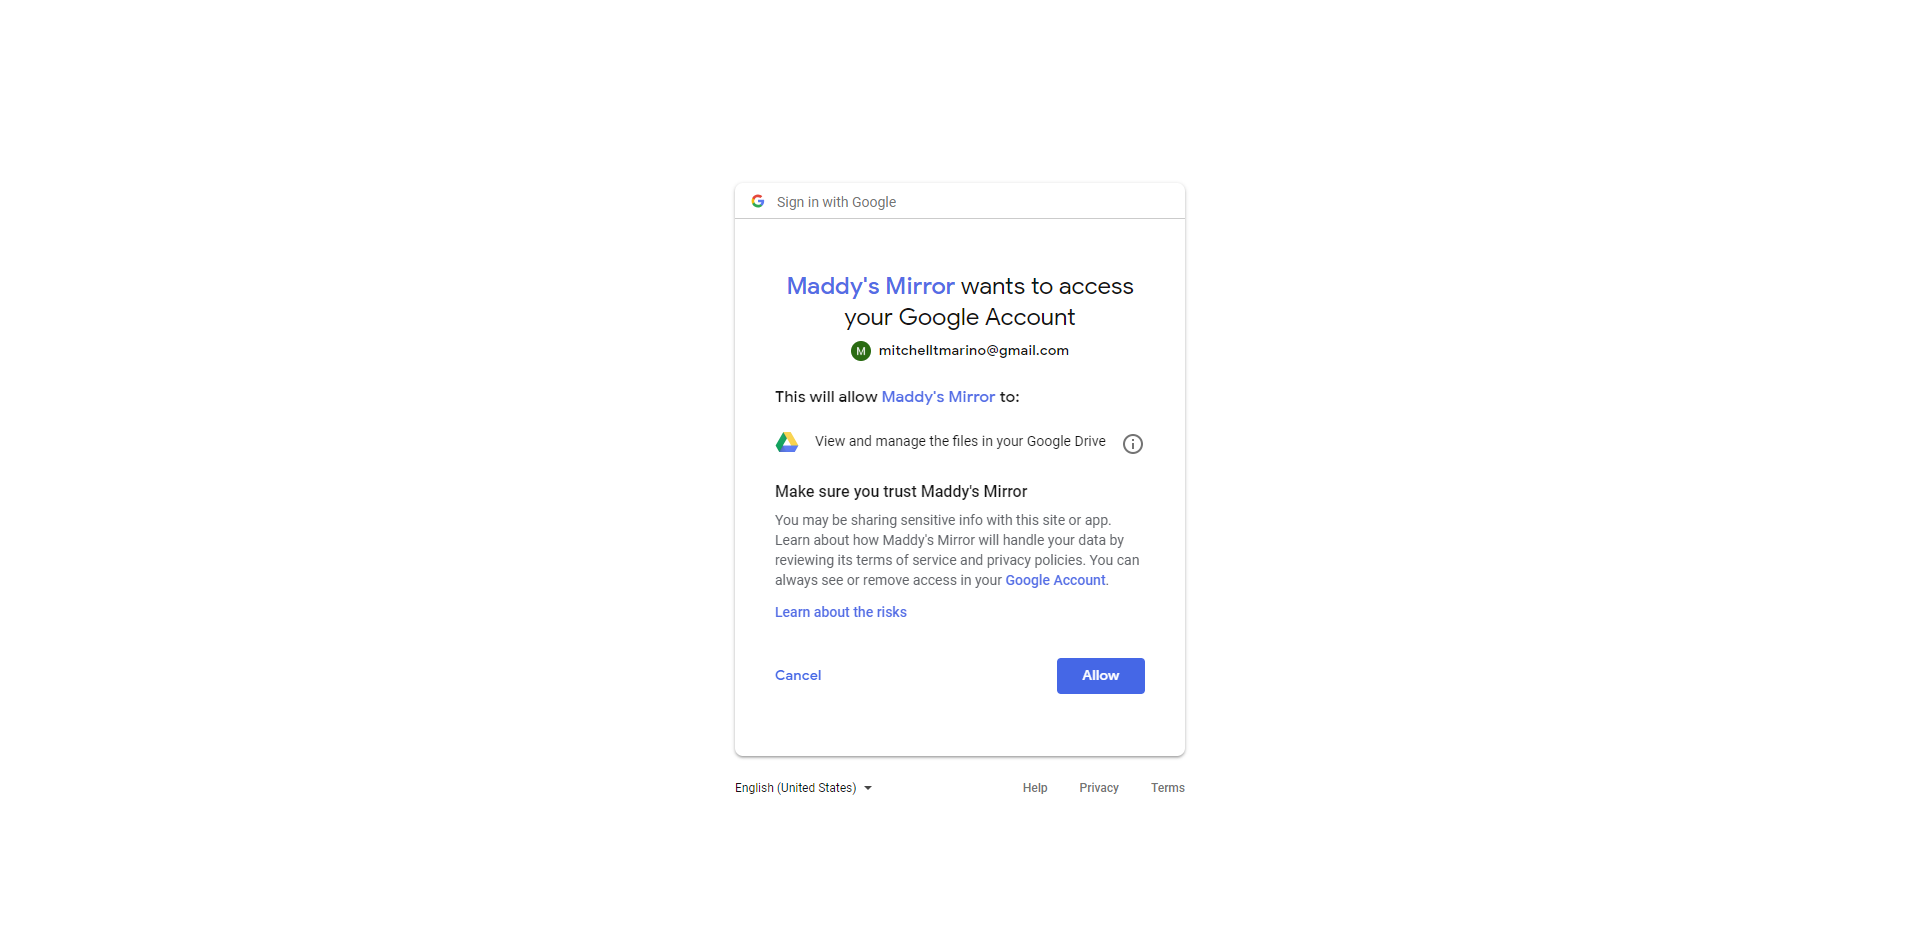 Sign in with Google
Maddy's Mirror wants to access
your Google Account
M mitchelltmarino@gmail.com
This will allow Maddy's Mirror to:
View and manage the files in your Google Drive
Make sure you trust Maddy's Mirror
You may be sharing sensitive info with this site or app.
Learn about how Maddy's Mirror will handle your data by
reviewing its terms of service and privacy policies. You can
always see or remove access in your Google Account.
Learn about the risks
Cancel Allow
English (United States) Help Privacy Terms